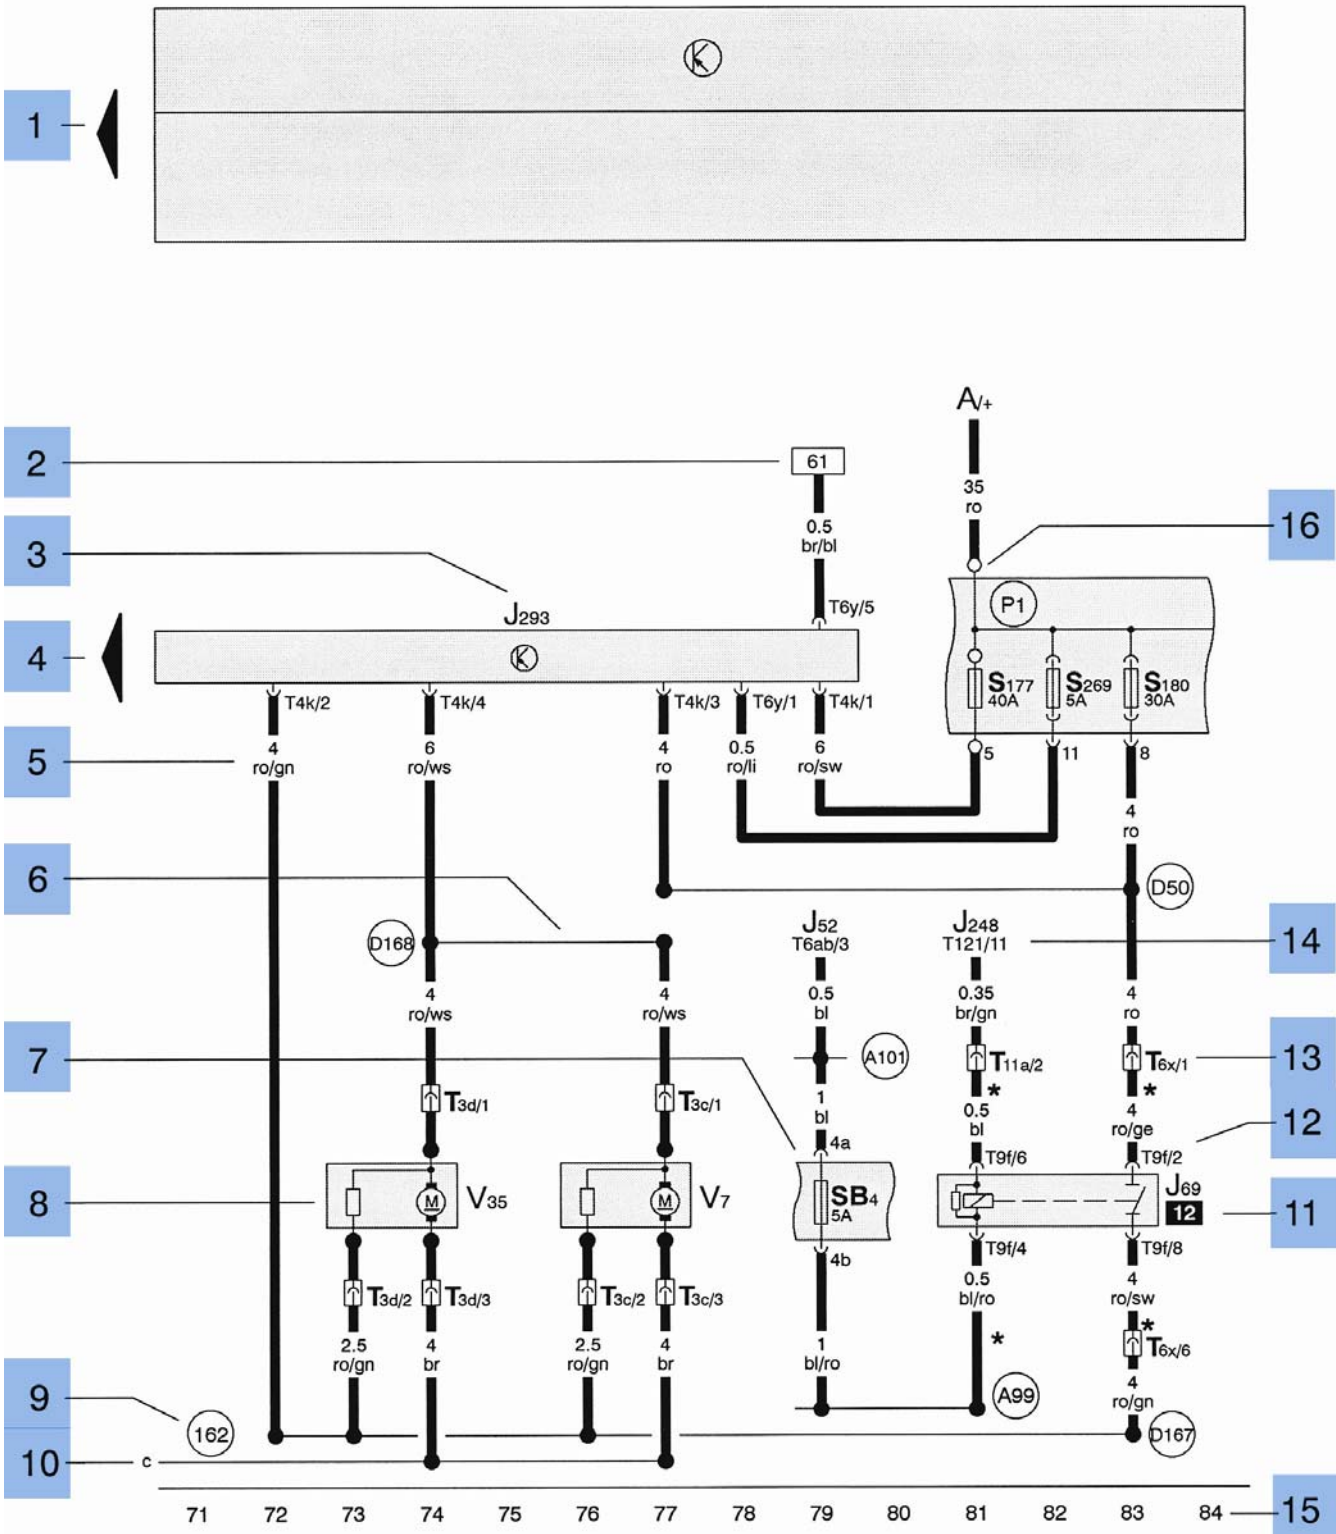 1
A/+
2
61
35
ro
16
0.5
br/bl
3
T6y/5
P1
J293
4
S177
40A
S269
5A
S180
30A
T4k/2
T4k/4
T4k/3
T6y/1
T4k/1
5
4
ro/gn
6
ro/ws
4
ro
0.5
ro/li
6
ro/sw
5
11
8
4
ro
6
D50
D168
J52
T6ab/3
J248
T121/11
14
4
ro/ws
4
ro/ws
0.5
bl
0.35
br/gn
4
ro
7
A101
T11a/2
T6x/1
13
*
*
T3d/1
T3c/1
1
bl
0.5
bl
4
ro/ge
12
4a
T9f/6
T9f/2
8
M
V35
M
V7
SB4
5A
J69
12
11
4b
T9f/4
T9f/8
T3d/2
T3d/3
T3c/2
T3c/3
0.5
bl/ro
4
ro/sw
*
*
T6x/6
2.5
ro/gn
4
br
2.5
ro/gn
4
br
1
bl/ro
4
ro/gn
9
A99
162
D167
10
c
71 72 73 74 75 76 77 78 79 80 81 82 83 84
15